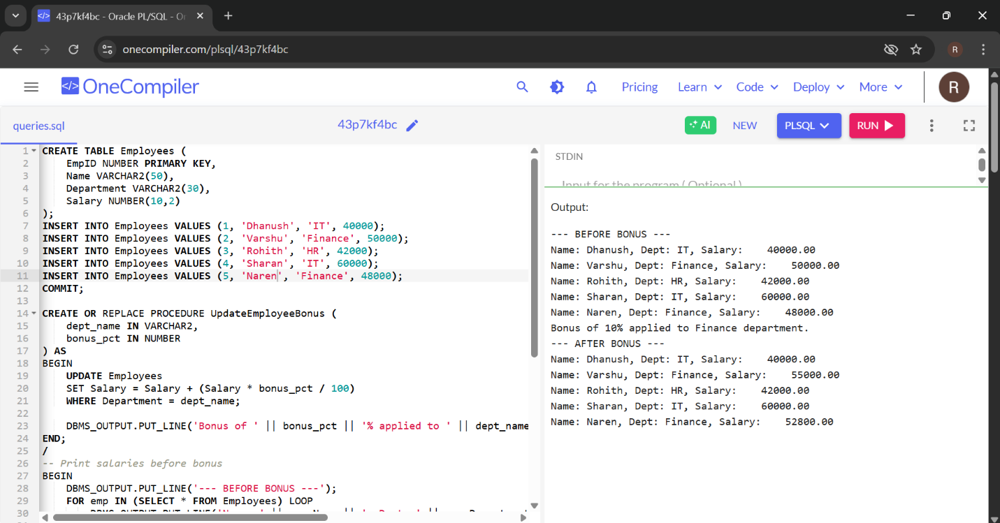 43p7kf4bc - Oracle PL/SQL - Or
onecompiler.com/plsql/43p7kf4bc
R
OneCompiler
Pricing
Learn
Code
Deploy
More
R
queries.sql
43p7kf4bc
AI
NEW
PLSQL
RUN
1 CREATE TABLE Employees (
2 EmpID NUMBER PRIMARY KEY,
3 Name VARCHAR2(50),
4 Department VARCHAR2(30),
5 Salary NUMBER(10,2)
6 );
7 INSERT INTO Employees VALUES (1, 'Dhanush', 'IT', 40000);
8 INSERT INTO Employees VALUES (2, 'Varshu', 'Finance', 50000);
9 INSERT INTO Employees VALUES (3, 'Rohith', 'HR', 42000);
10 INSERT INTO Employees VALUES (4, 'Sharan', 'IT', 60000);
11 INSERT INTO Employees VALUES (5, 'Naren', 'Finance', 48000);
12 COMMIT;
13
14 CREATE OR REPLACE PROCEDURE UpdateEmployeeBonus (
15 dept_name IN VARCHAR2,
16 bonus_pct IN NUMBER
17 ) AS
18 BEGIN
19 UPDATE Employees
20 SET Salary = Salary + (Salary * bonus_pct / 100)
21 WHERE Department = dept_name;
22
23 DBMS_OUTPUT.PUT_LINE('Bonus of ' || bonus_pct || '% applied to ' || dept_name
24 END;
25 /
26 -- Print salaries before bonus
27 BEGIN
28 DBMS_OUTPUT.PUT_LINE('--- BEFORE BONUS ---');
29 FOR emp IN (SELECT * FROM Employees) LOOP
30
STDIN
Input for the program ( Optional )
Output:
--- BEFORE BONUS ---
Name: Dhanush, Dept: IT, Salary: 40000.00
Name: Varshu, Dept: Finance, Salary: 50000.00
Name: Rohith, Dept: HR, Salary: 42000.00
Name: Sharan, Dept: IT, Salary: 60000.00
Name: Naren, Dept: Finance, Salary: 48000.00
Bonus of 10% applied to Finance department.
--- AFTER BONUS ---
Name: Dhanush, Dept: IT, Salary: 40000.00
Name: Varshu, Dept: Finance, Salary: 55000.00
Name: Rohith, Dept: HR, Salary: 42000.00
Name: Sharan, Dept: IT, Salary: 60000.00
Name: Naren, Dept: Finance, Salary: 52800.00